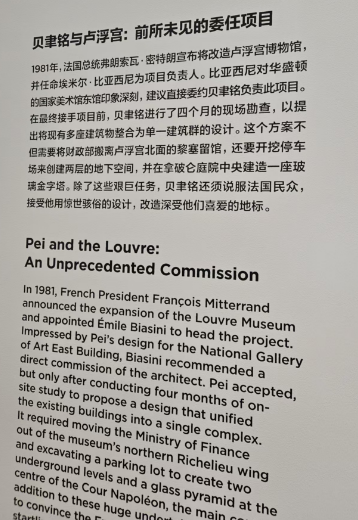 贝聿铭与卢浮宫：前所未见的委任项目
1981年，法国总统弗朗索瓦·密特朗宣布将改造卢浮宫博物馆，
并任命埃米尔·比亚西尼为项目负责人。比亚西尼对华盛顿
的国家美术馆东馆印象深刻，建议直接委约贝聿铭负责此项目。
在最终接手项目前，贝聿铭进行了四个月的现场勘查，以提
出将现有多座建筑物整合为单一建筑群的设计。这个方案不
但需要将财政部搬离卢浮宫北面的黎塞留馆，还要开挖停车
场来创建两层的地下空间，并在拿破仑庭院中央建造一座玻
璃金字塔。除了这些艰巨任务，贝聿铭还须说服法国民众，
接受用他惊世骇俗的设计，改造深受他们喜爱的地标。
Pei and the Louvre:
An Unprecedented Commission
In 1981, French President François Mitterrand
announced the expansion of the Louvre Museum
and appointed Émile Biasini to head the project.
Impressed by Pei's design for the National Gallery
of Art East Building, Biasini recommended a
direct commission of the architect. Pei accepted,
but only after conducting four months of on-
site study to propose a design that unified
the existing buildings into a single complex.
It required moving the Ministry of Finance
out of the museum's northern Richelieu wing
and excavating a parking lot to create two
underground levels and a glass pyramid at the
centre of the Cour Napoléon, the main
addition to these huge
to convince the